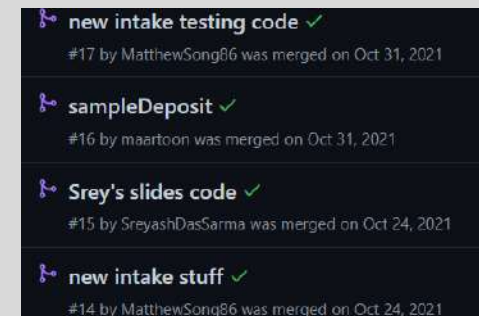 new intake testing code
#17 by MatthewSong86 was merged on Oct 31, 2021
sampleDeposit
#16 by maartoon was merged on Oct 31, 2021
Srey's slides code
#15 by SreyashDasSarma was merged on Oct 24, 2021
new intake stuff
#14 by MatthewSong86 was merged on Oct 24, 2021